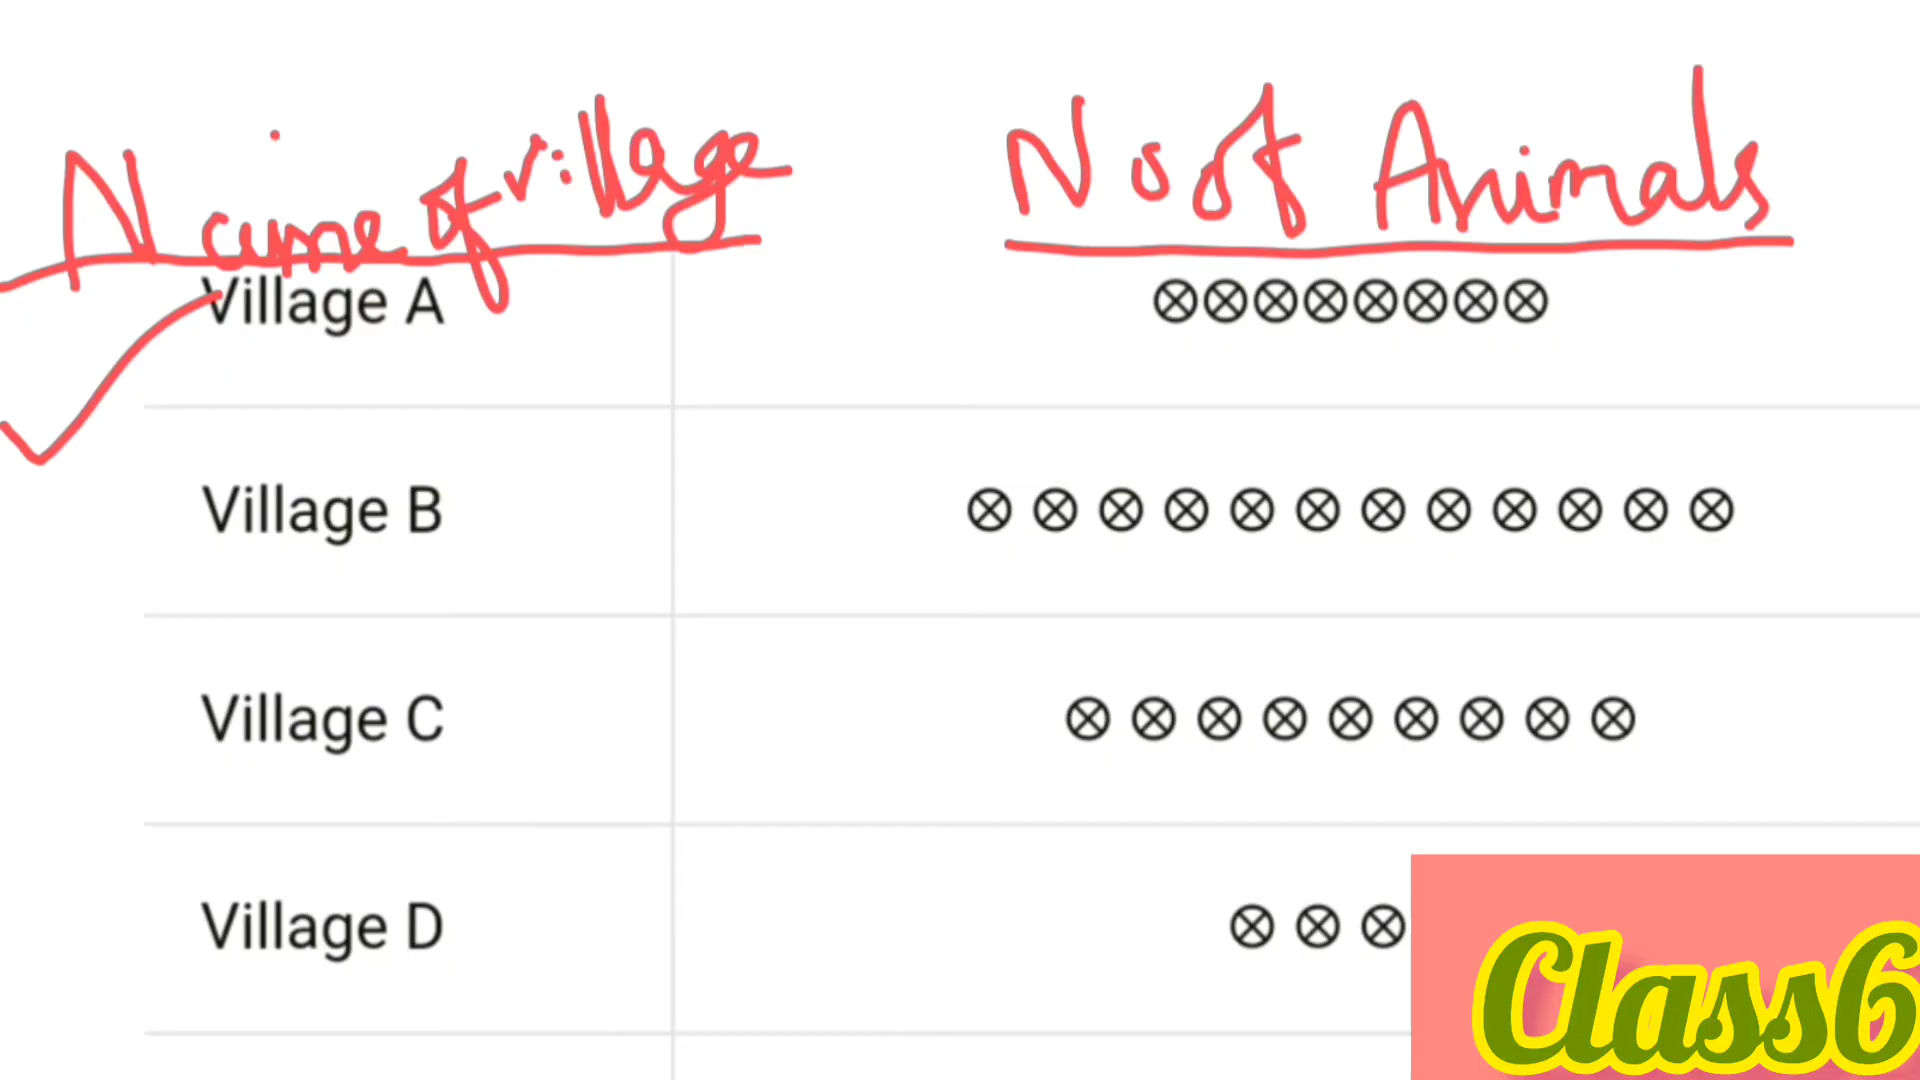 Name of village No of Animals
Village A ⊗⊗⊗⊗⊗⊗⊗⊗
Village B ⊗ ⊗ ⊗ ⊗ ⊗ ⊗ ⊗ ⊗ ⊗ ⊗ ⊗ ⊗
Village C ⊗ ⊗ ⊗ ⊗ ⊗ ⊗ ⊗ ⊗ ⊗
Village D ⊗ ⊗ ⊗
Class6